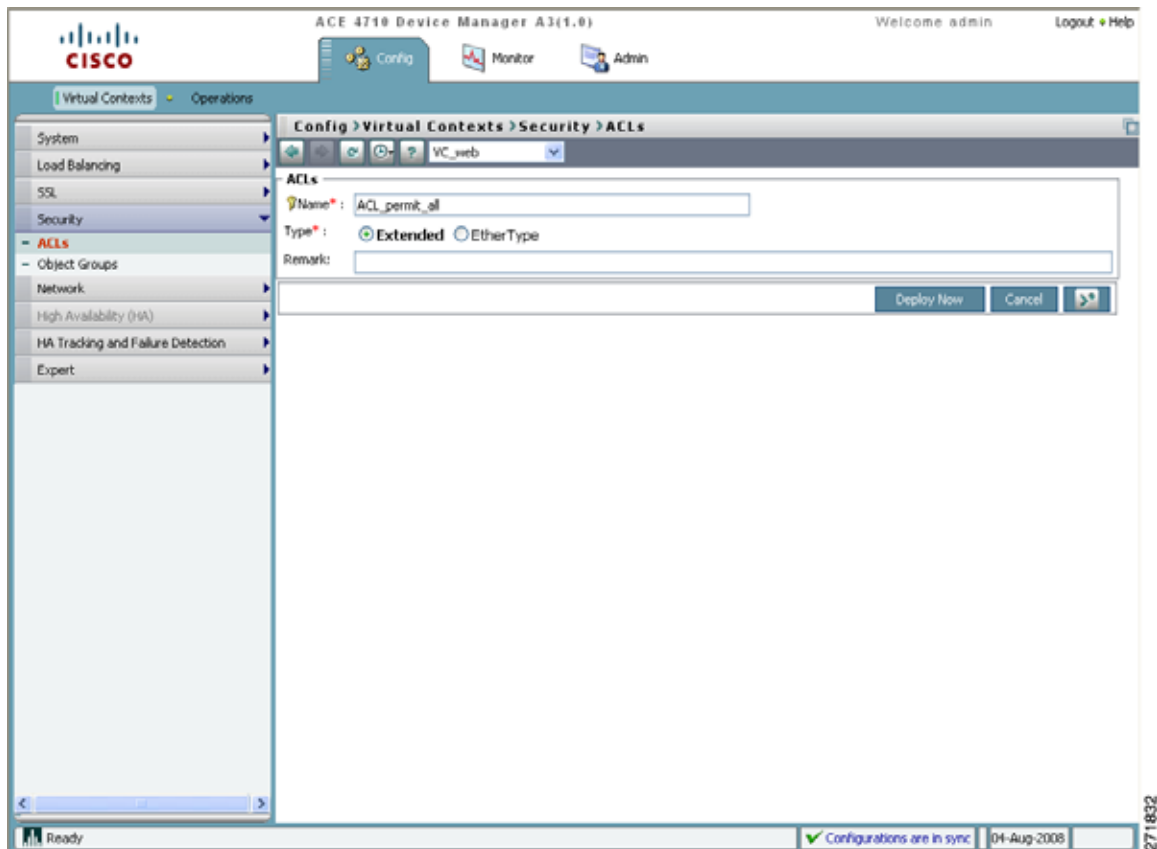 ACE 4710 Device Manager A3(1.0)
Welcome admin
Logout Help
CISCO
Config
Monitor
Admin
Virtual Contexts
Operations
System
Load Balancing
SSL
Security
ACLs
Object Groups
Network
High Availability (HA)
HA Tracking and Failure Detection
Expert
Config > Virtual Contexts > Security > ACLs
? VC_web
ACLs
Name* : ACL_permit_all
Type* : Extended EtherType
Remark:
Deploy Now Cancel
Ready
Configurations are in sync
04-Aug-2008
271832